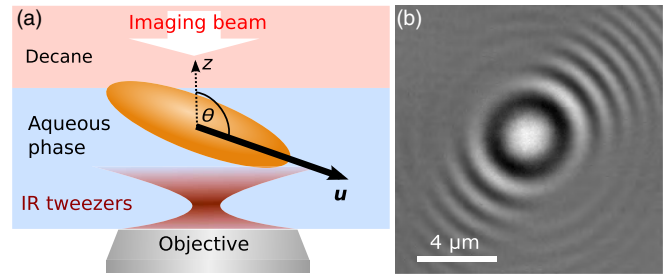 (a)
Imaging beam
Decane
z
θ
Aqueous
phase
u
IR tweezers
Objective
(b)
4 μm